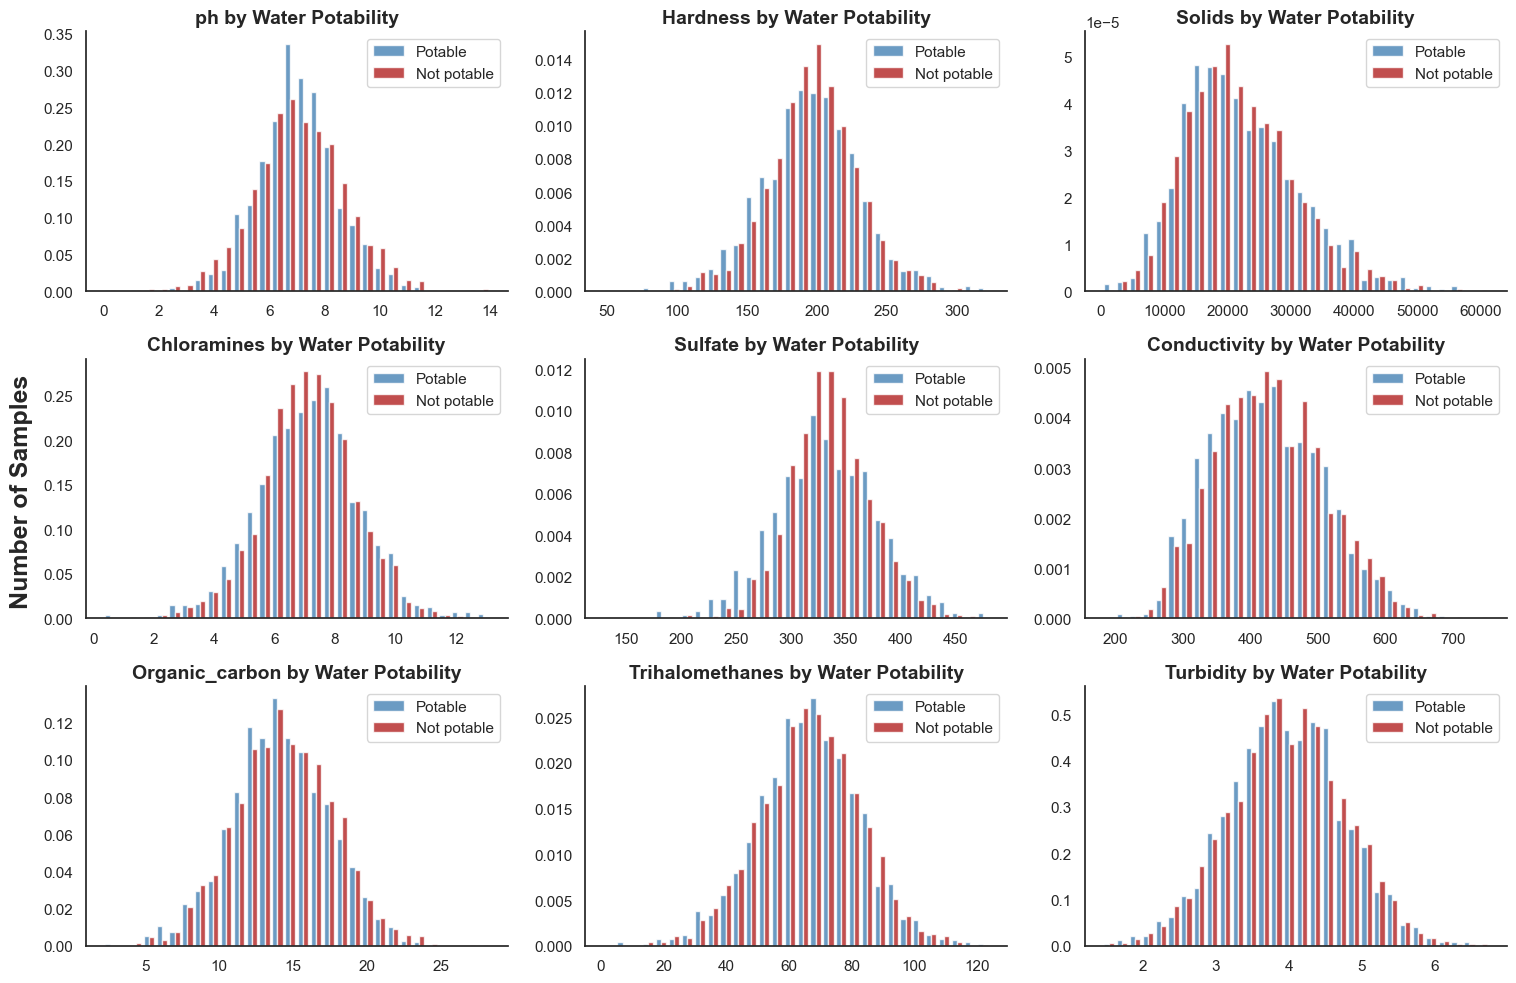 ph by Water Potability
0.35
0.30
0.25
0.20
0.15
0.10
0.05
0.00
0 2 4 6 8 10 12 14
Potable
Not potable
Hardness by Water Potability
0.014
0.012
0.010
0.008
0.006
0.004
0.002
0.000
50 100 150 200 250 300
Potable
Not potable
Solids by Water Potability
1e−5
5
4
3
2
1
0
0 10000 20000 30000 40000 50000 60000
Potable
Not potable
Number of Samples
Chloramines by Water Potability
0.25
0.20
0.15
0.10
0.05
0.00
0 2 4 6 8 10 12
Potable
Not potable
Sulfate by Water Potability
0.012
0.010
0.008
0.006
0.004
0.002
0.000
150 200 250 300 350 400 450
Potable
Not potable
Conductivity by Water Potability
0.005
0.004
0.003
0.002
0.001
0.000
200 300 400 500 600 700
Potable
Not potable
Organic_carbon by Water Potability
0.12
0.10
0.08
0.06
0.04
0.02
0.00
5 10 15 20 25
Potable
Not potable
Trihalomethanes by Water Potability
0.025
0.020
0.015
0.010
0.005
0.000
0 20 40 60 80 100 120
Potable
Not potable
Turbidity by Water Potability
0.5
0.4
0.3
0.2
0.1
0.0
2 3 4 5 6
Potable
Not potable